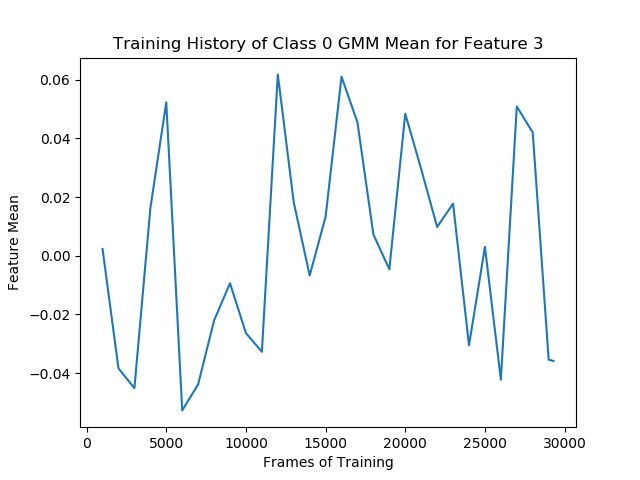 Training History of Class 0 GMM Mean for Feature 3
0.06
0.04
0.02
0.00
−0.02
−0.04
Feature Mean
0 5000 10000 15000 20000 25000 30000
Frames of Training